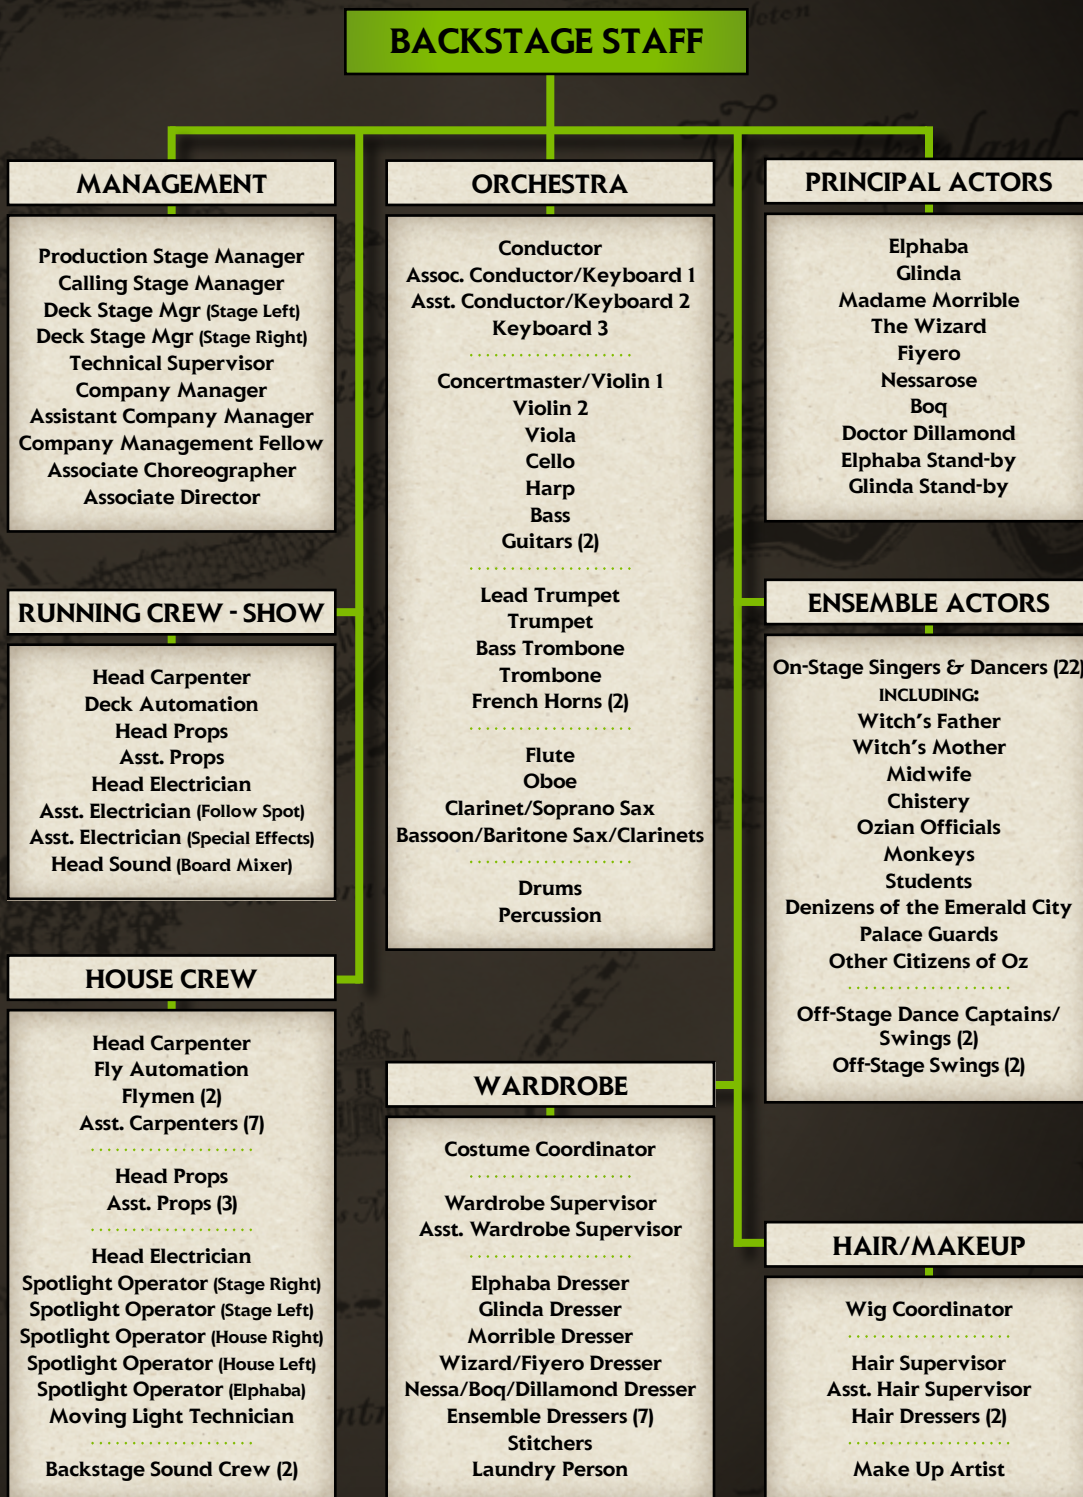 BACKSTAGE STAFF
MANAGEMENT
Production Stage Manager
Calling Stage Manager
Deck Stage Mgr (Stage Left)
Deck Stage Mgr (Stage Right)
Technical Supervisor
Company Manager
Assistant Company Manager
Company Management Fellow
Associate Choreographer
Associate Director
RUNNING CREW - SHOW
Head Carpenter
Deck Automation
Head Props
Asst. Props
Head Electrician
Asst. Electrician (Follow Spot)
Asst. Electrician (Special Effects)
Head Sound (Board Mixer)
HOUSE CREW
Head Carpenter
Fly Automation
Flymen (2)
Asst. Carpenters (7)
Head Props
Asst. Props (3)
Head Electrician
Spotlight Operator (Stage Right)
Spotlight Operator (Stage Left)
Spotlight Operator (House Right)
Spotlight Operator (House Left)
Spotlight Operator (Elphaba)
Moving Light Technician
Backstage Sound Crew (2)
ORCHESTRA
Conductor
Assoc. Conductor/Keyboard 1
Asst. Conductor/Keyboard 2
Keyboard 3
Concertmaster/Violin 1
Violin 2
Viola
Cello
Harp
Bass
Guitars (2)
Lead Trumpet
Trumpet
Bass Trombone
Trombone
French Horns (2)
Flute
Oboe
Clarinet/Soprano Sax
Bassoon/Baritone Sax/Clarinets
Drums
Percussion
WARDROBE
Costume Coordinator
Wardrobe Supervisor
Asst. Wardrobe Supervisor
Elphaba Dresser
Glinda Dresser
Morrible Dresser
Wizard/Fiyero Dresser
Nessa/Boq/Dillamond Dresser
Ensemble Dressers (7)
Stitchers
Laundry Person
PRINCIPAL ACTORS
Elphaba
Glinda
Madame Morrible
The Wizard
Fiyero
Nessarose
Boq
Doctor Dillamond
Elphaba Stand-by
Glinda Stand-by
ENSEMBLE ACTORS
On-Stage Singers & Dancers (22)
INCLUDING:
Witch's Father
Witch's Mother
Midwife
Chistery
Ozian Officials
Monkeys
Students
Denizens of the Emerald City
Palace Guards
Other Citizens of Oz
Off-Stage Dance Captains/
Swings (2)
Off-Stage Swings (2)
HAIR/MAKEUP
Wig Coordinator
Hair Supervisor
Asst. Hair Supervisor
Hair Dressers (2)
Make Up Artist